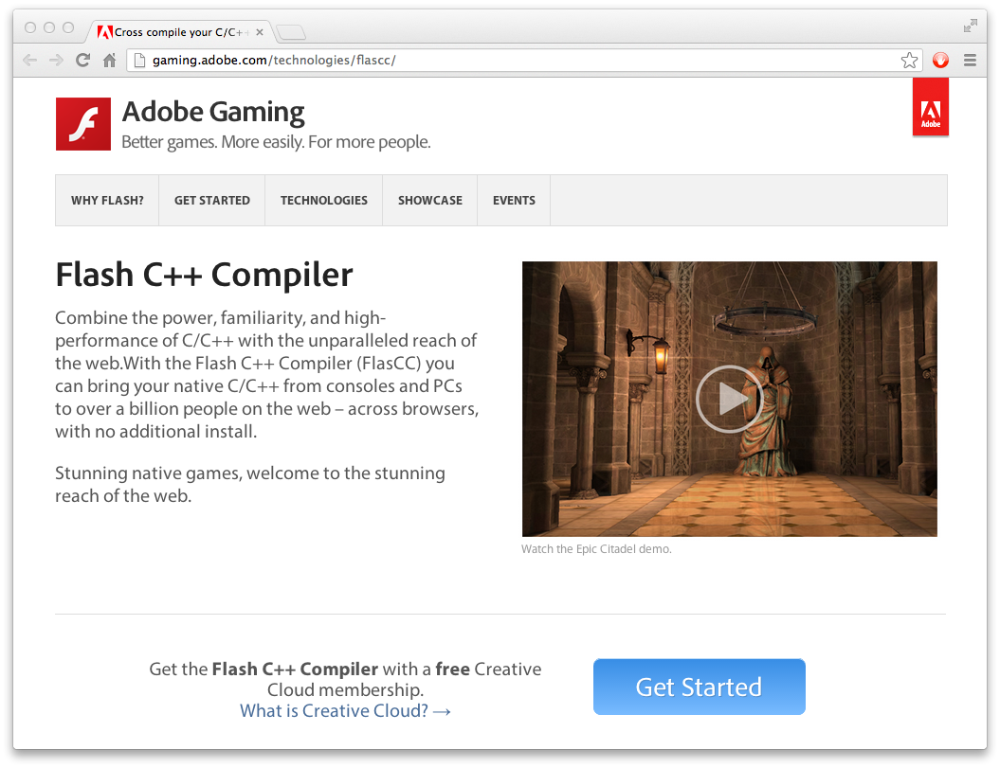 Cross compile your C/C++
gaming.adobe.com/technologies/flascc/
Adobe Gaming
Better games. More easily. For more people.
Adobe
WHY FLASH?
GET STARTED
TECHNOLOGIES
SHOWCASE
EVENTS
Flash C++ Compiler
Combine the power, familiarity, and high-
performance of C/C++ with the unparalleled reach of
the web.With the Flash C++ Compiler (FlasCC) you
can bring your native C/C++ from consoles and PCs
to over a billion people on the web – across browsers,
with no additional install.
Stunning native games, welcome to the stunning
reach of the web.
Watch the Epic Citadel demo.
Get the Flash C++ Compiler with a free Creative
Cloud membership.
What is Creative Cloud? →
Get Started